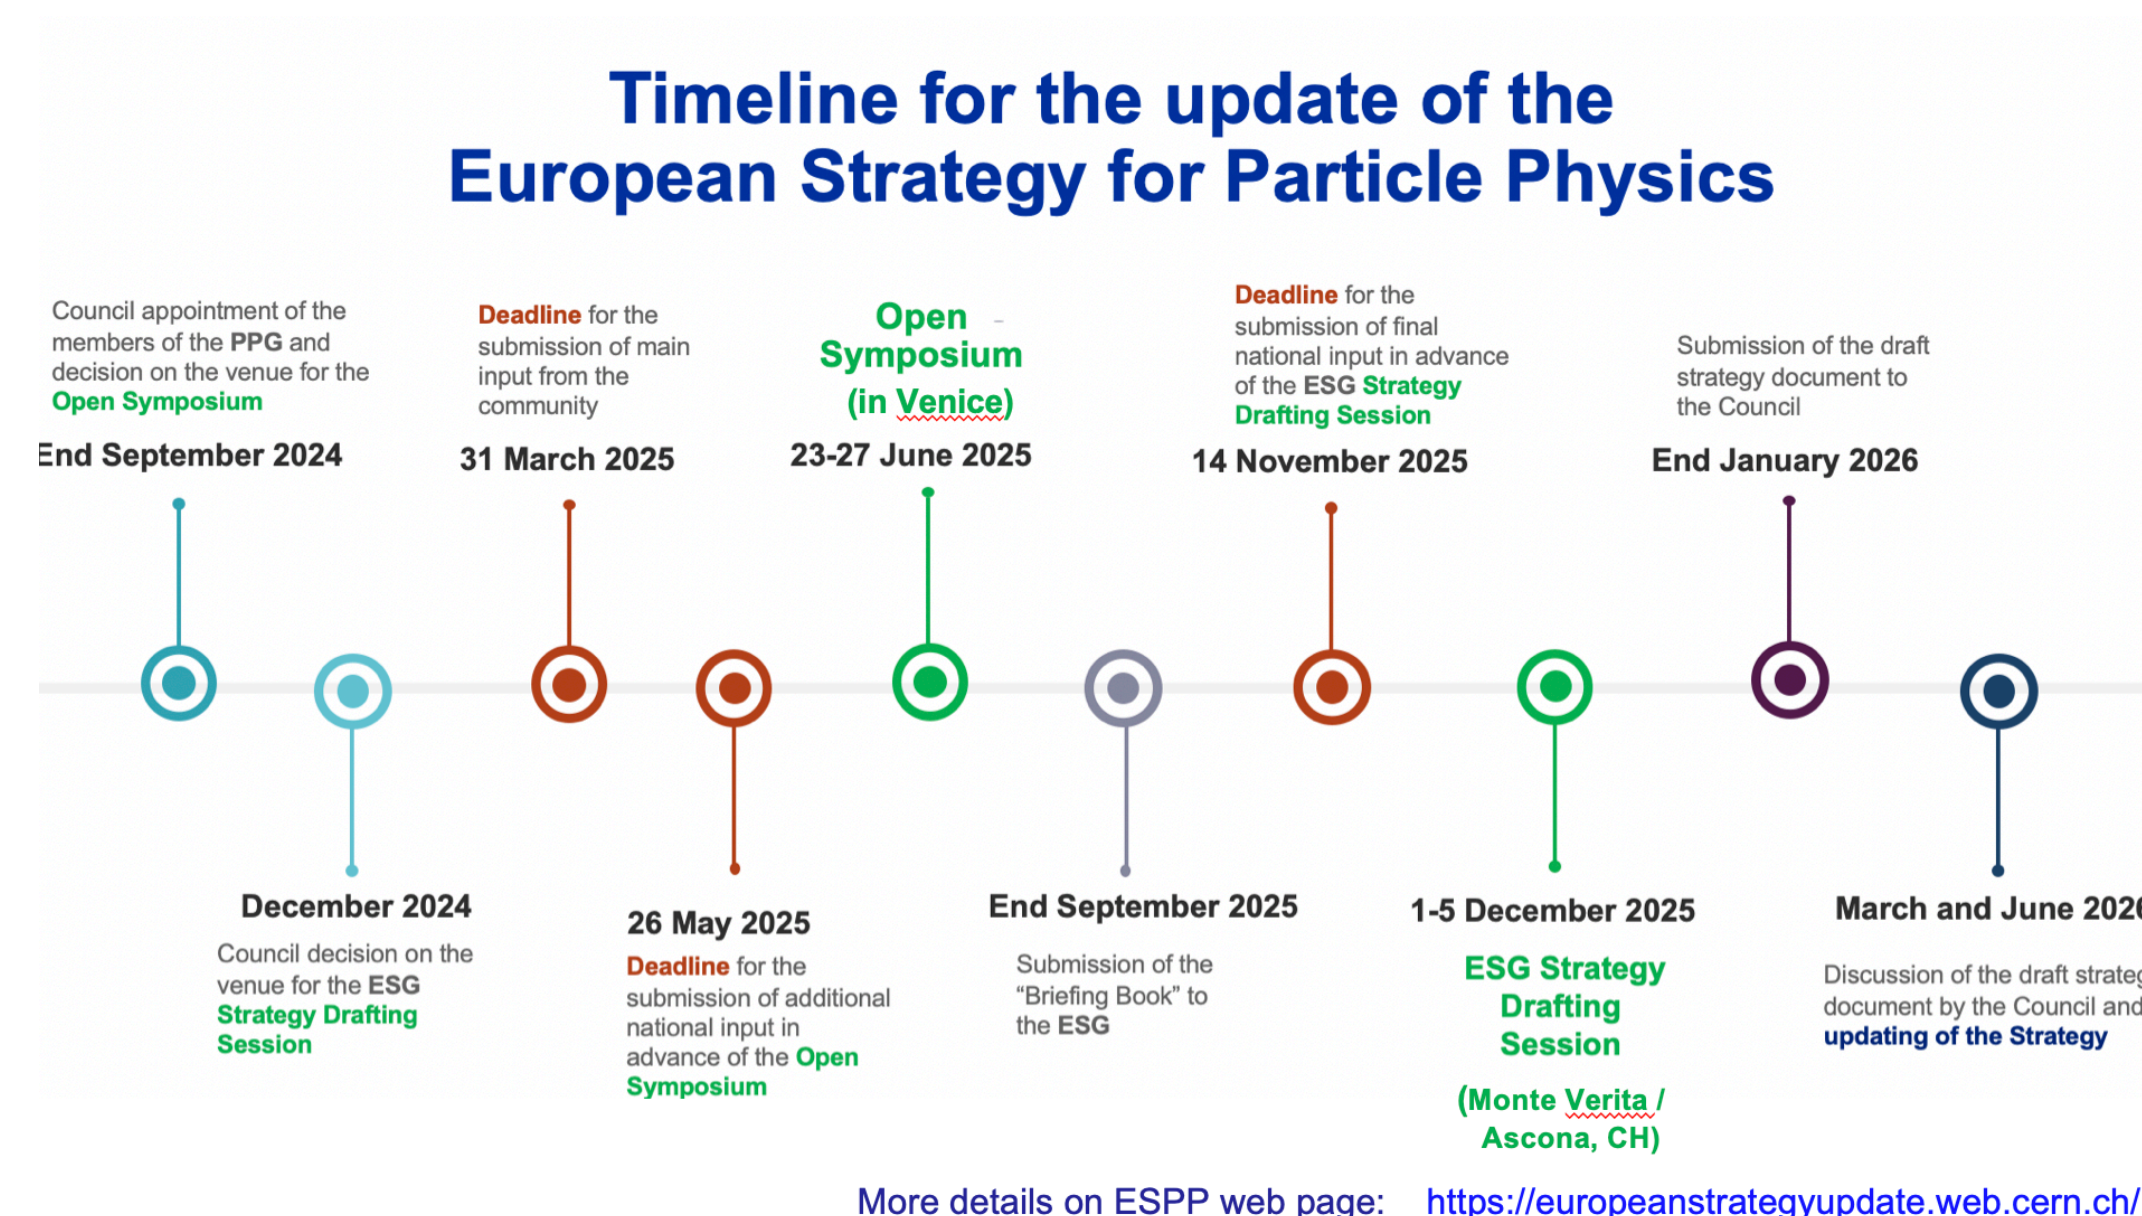 Timeline for the update of the
European Strategy for Particle Physics
Council appointment of the
members of the PPG and
decision on the venue for the
Open Symposium
End September 2024
Deadline for the
submission of main
input from the
community
31 March 2025
Open
Symposium
(in Venice)
23-27 June 2025
Deadline for the
submission of final
national input in advance
of the ESG Strategy
Drafting Session
14 November 2025
Submission of the draft
strategy document to
the Council
End January 2026
December 2024
Council decision on the
venue for the ESG
Strategy Drafting
Session
26 May 2025
Deadline for the
submission of additional
national input in
advance of the Open
Symposium
End September 2025
Submission of the
“Briefing Book” to
the ESG
1-5 December 2025
ESG Strategy
Drafting
Session
(Monte Verita /
Ascona, CH)
March and June 2026
Discussion of the draft strateg
document by the Council and
updating of the Strategy
More details on ESPP web page: https://europeanstrategyupdate.web.cern.ch/